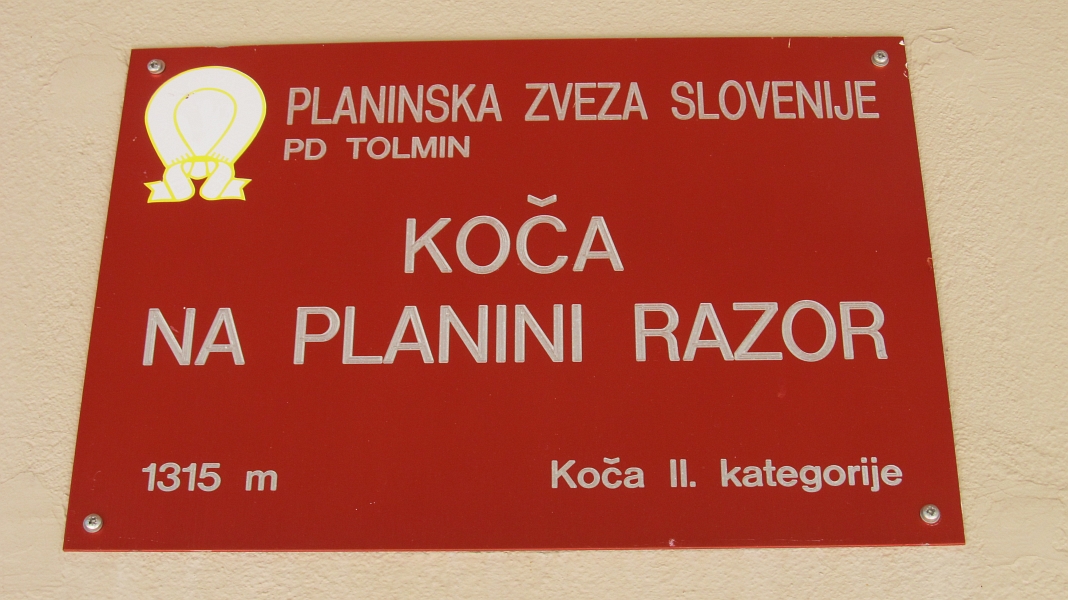 PLANINSKA ZVEZA SLOVENIJE
PD TOLMIN
KOČA
NA PLANINI RAZOR
1315 m
Koča II. kategorije